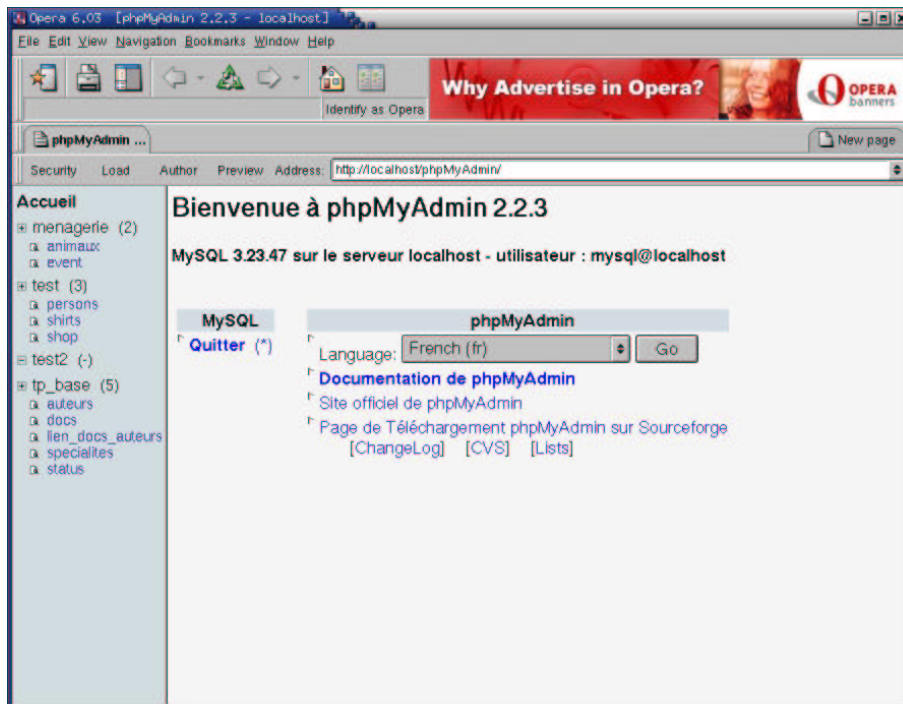 Opera 6.03 [phpMyAdmin 2.2.3 - localhost]
File Edit View Navigation Bookmarks Window Help
Identify as Opera
Why Advertise in Opera?
OPERA
banners
phpMyAdmin ...
New page
Security Load Author Preview Address: http://localhost/phpMyAdmin/
Accueil
menagerie (2)
animaux
event
test (3)
persons
shirts
shop
test2 (-)
tp_base (5)
auteurs
docs
lien_docs_auteurs
specialites
status
Bienvenue à phpMyAdmin 2.2.3
MySQL 3.23.47 sur le serveur localhost - utilisateur : mysql@localhost
MySQL
Quitter (*)
phpMyAdmin
Language: French (fr) Go
Documentation de phpMyAdmin
Site officiel de phpMyAdmin
Page de Téléchargement phpMyAdmin sur Sourceforge
[ChangeLog] [CVS] [Lists]